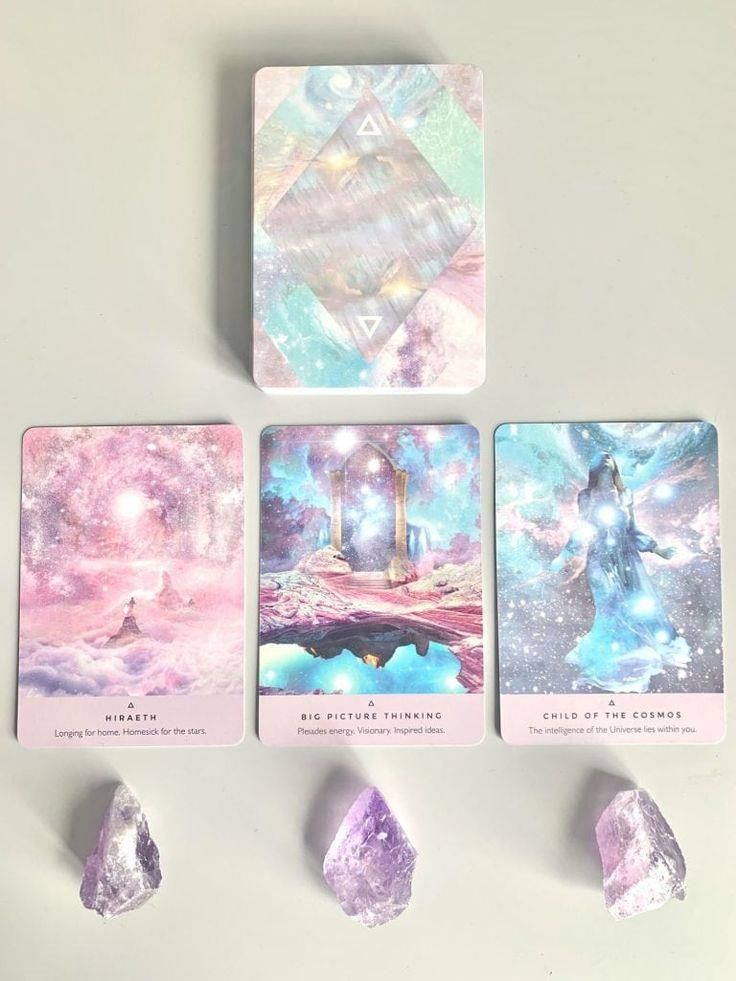 HIRAETH
Longing for home. Homesick for the stars.
BIG PICTURE THINKING
Pleiades energy. Visionary. Inspired ideas.
CHILD OF THE COSMOS
The intelligence of the Universe lies within you.